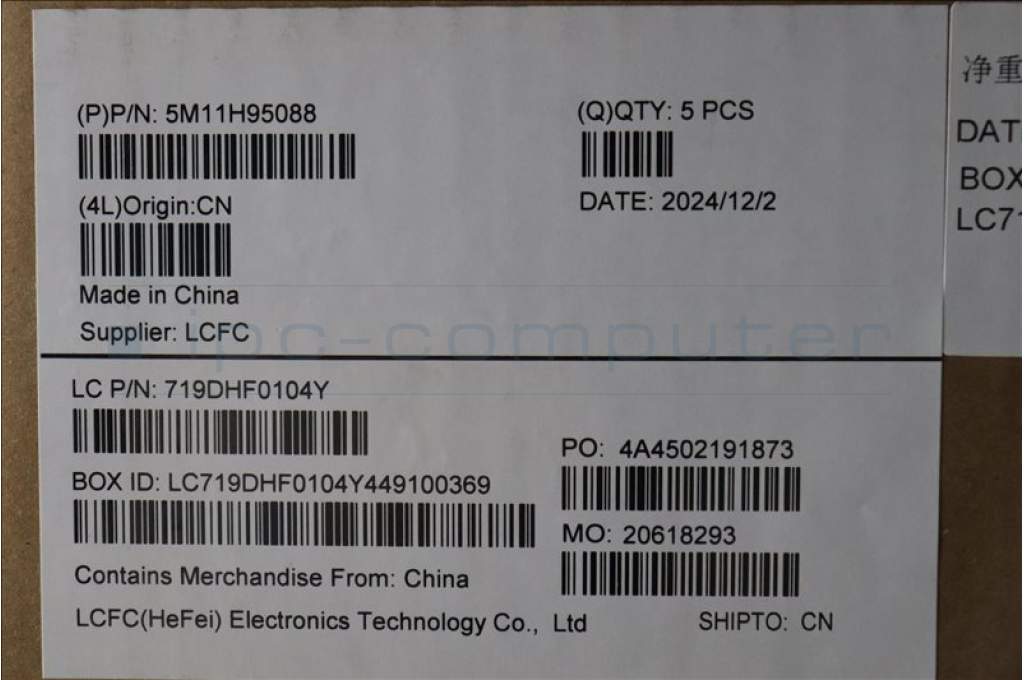 (P)P/N: 5M11H95088
(Q)QTY: 5 PCS
(4L)Origin:CN
DATE: 2024/12/2
Made in China
Supplier: LCFC
ipc-computer
LC P/N: 719DHF0104Y
PO: 4A4502191873
BOX ID: LC719DHF0104Y449100369
MO: 20618293
Contains Merchandise From: China
LCFC(HeFei) Electronics Technology Co., Ltd
SHIPTO: CN
净重
DAT
BOX
LC71